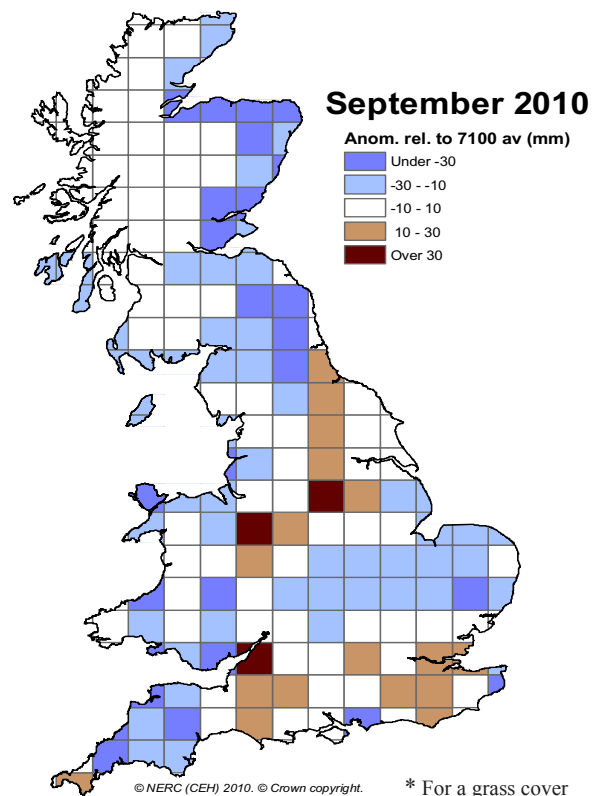 September 2010
Anom. rel. to 7100 av (mm)
Under -30
-30 - -10
-10 - 10
10 - 30
Over 30
© NERC (CEH) 2010. © Crown copyright.
* For a grass cover